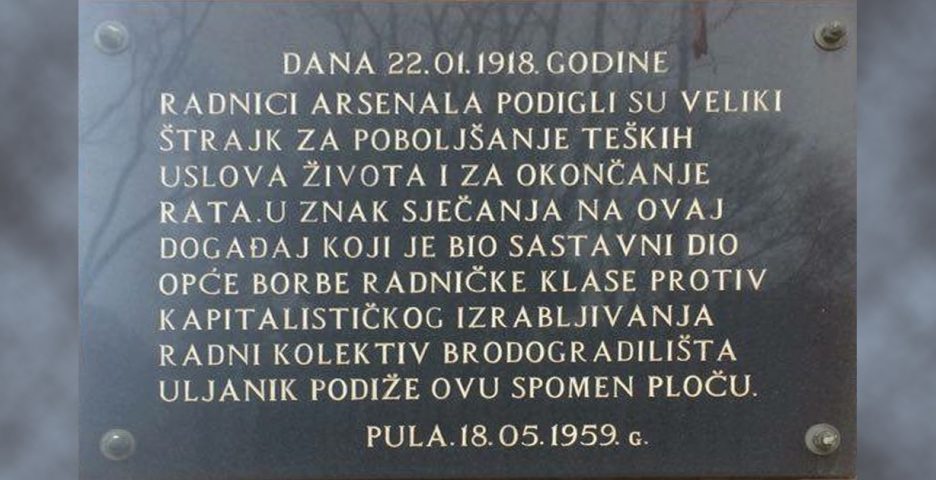 DANA 22.01.1918. GODINE
RADNICI ARSENALA PODIGLI SU VELIKI
ŠTRAJK ZA POBOLJŠANJE TEŠKIH
USLOVA ŽIVOTA I ZA OKONČANJE
RATA. U ZNAK SJEČANJA NA OVAJ
DOGAĐAJ KOJI JE BIO SASTAVNI DIO
OPĆE BORBE RADNIČKE KLASE PROTIV
KAPITALISTIČKOG IZRABLJIVANJA
RADNI KOLEKTIV BRODOGRADILIŠTA
ULJANIK PODIŽE OVU SPOMEN PLOČU.
PULA. 18.05.1959. G.